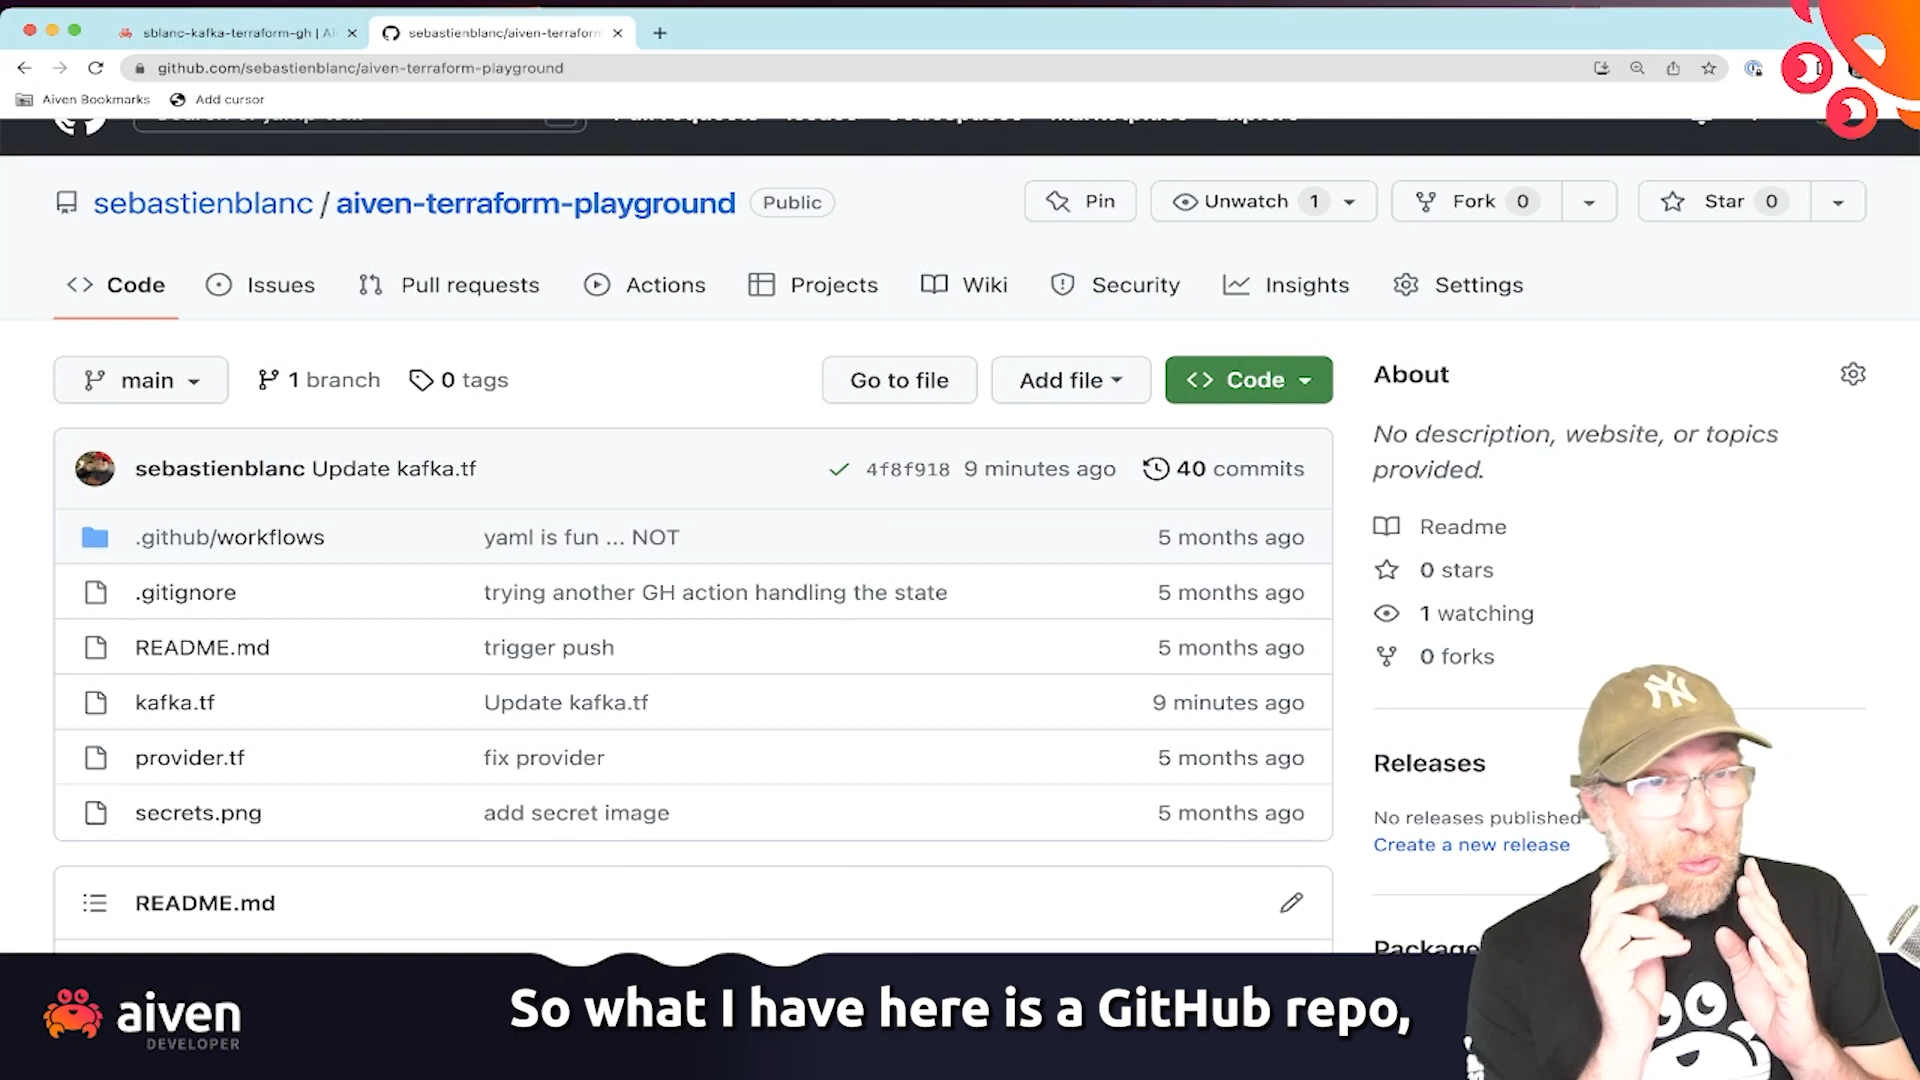 sblanc-kafka-terraform-gh | Ai
sebastienblanc/aiven-terraform
github.com/sebastienblanc/aiven-terraform-playground
Aiven Bookmarks
Add cursor
sebastienblanc / aiven-terraform-playground
Public
Pin
Unwatch 1
Fork 0
Star 0
Code
Issues
Pull requests
Actions
Projects
Wiki
Security
Insights
Settings
main
1 branch
0 tags
Go to file
Add file
Code
sebastienblanc Update kafka.tf
4f8f918 9 minutes ago
40 commits
.github/workflows yaml is fun ... NOT 5 months ago
.gitignore trying another GH action handling the state 5 months ago
README.md trigger push 5 months ago
kafka.tf Update kafka.tf 9 minutes ago
provider.tf fix provider 5 months ago
secrets.png add secret image 5 months ago
README.md
About
No description, website, or topics
provided.
Readme
0 stars
1 watching
0 forks
Releases
No releases published
Create a new release
Package
NY
aiven
DEVELOPER
So what I have here is a GitHub repo,